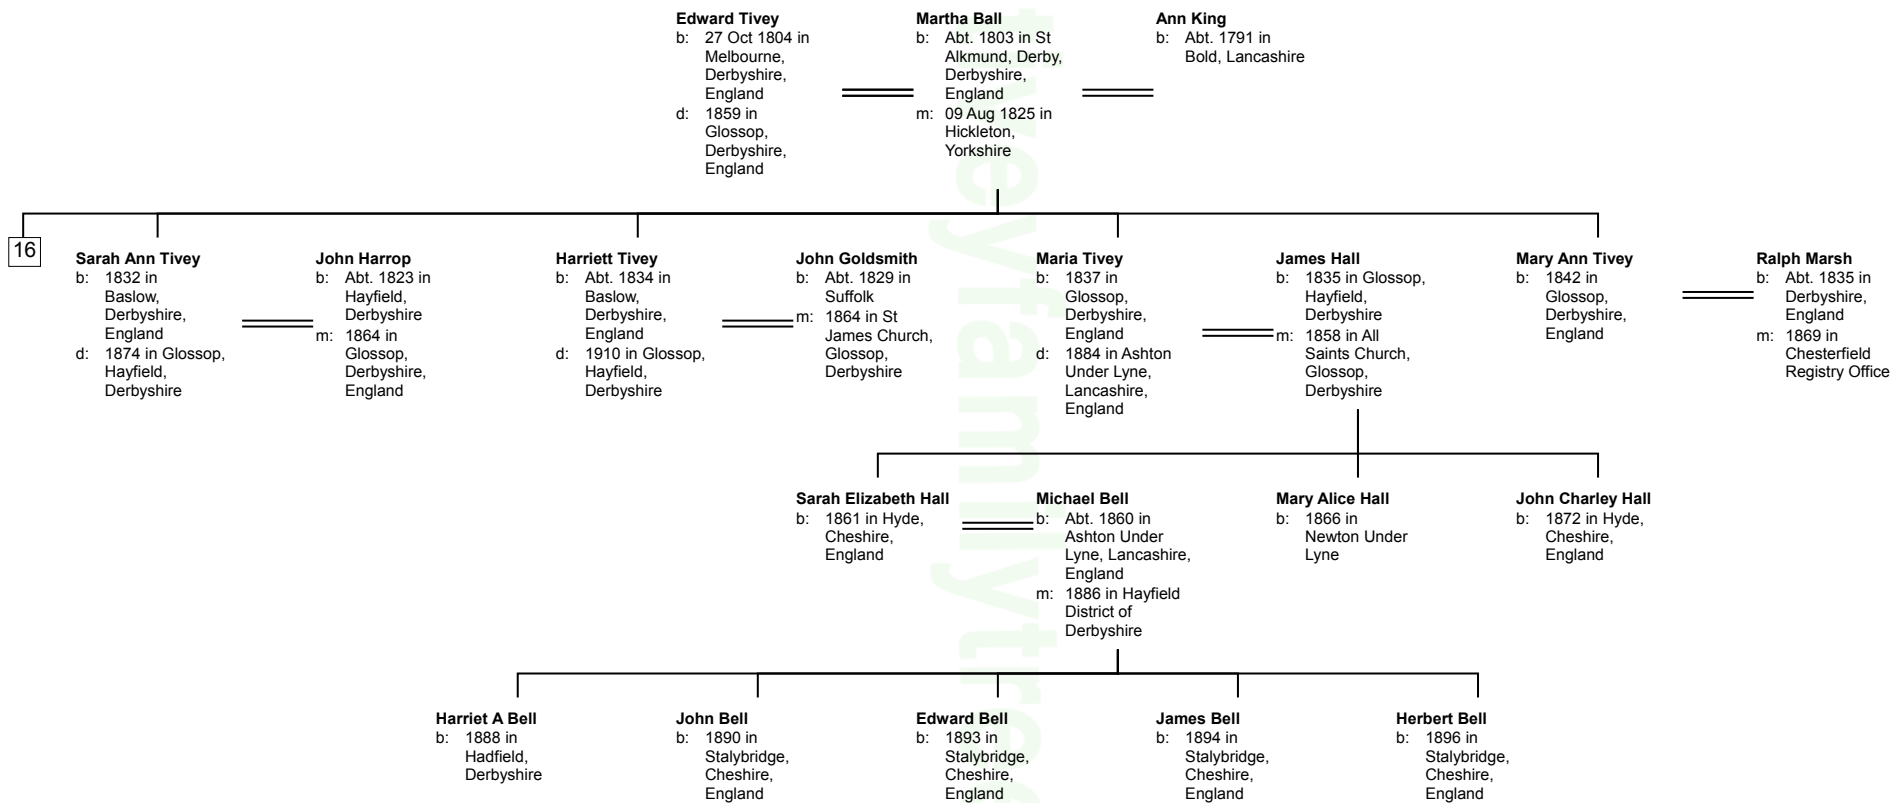 Edward Tivey
b: 27 Oct 1804 in
Melbourne,
Derbyshire,
England
d: 1859 in
Glossop,
Derbyshire,
England
Martha Ball
b: Abt. 1803 in St
Alkmund, Derby,
Derbyshire,
England
m: 09 Aug 1825 in
Hickleton,
Yorkshire
Ann King
b: Abt. 1791 in
Bold, Lancashire
16
Sarah Ann Tivey
b: 1832 in
Baslow,
Derbyshire,
England
d: 1874 in Glossop,
Hayfield,
Derbyshire
John Harrop
b: Abt. 1823 in
Hayfield,
Derbyshire
m: 1864 in
Glossop,
Derbyshire,
England
Harriett Tivey
b: Abt. 1834 in
Baslow,
Derbyshire,
England
d: 1910 in Glossop,
Hayfield,
Derbyshire
John Goldsmith
b: Abt. 1829 in
Suffolk
m: 1864 in St
James Church,
Glossop,
Derbyshire
Maria Tivey
b: 1837 in
Glossop,
Derbyshire,
England
d: 1884 in Ashton
Under Lyne,
Lancashire,
England
James Hall
b: 1835 in Glossop,
Hayfield,
Derbyshire
m: 1858 in All
Saints Church,
Glossop,
Derbyshire
Mary Ann Tivey
b: 1842 in
Glossop,
Derbyshire,
England
Ralph Marsh
b: Abt. 1835 in
Derbyshire,
England
m: 1869 in
Chesterfield
Registry Office
Sarah Elizabeth Hall
b: 1861 in Hyde,
Cheshire,
England
Michael Bell
b: Abt. 1860 in
Ashton Under
Lyne, Lancashire,
England
m: 1886 in Hayfield
District of
Derbyshire
Mary Alice Hall
b: 1866 in
Newton Under
Lyne
John Charley Hall
b: 1872 in Hyde,
Cheshire,
England
Harriet A Bell
b: 1888 in
Hadfield,
Derbyshire
John Bell
b: 1890 in
Stalybridge,
Cheshire,
England
Edward Bell
b: 1893 in
Stalybridge,
Cheshire,
England
James Bell
b: 1894 in
Stalybridge,
Cheshire,
England
Herbert Bell
b: 1896 in
Stalybridge,
Cheshire,
England